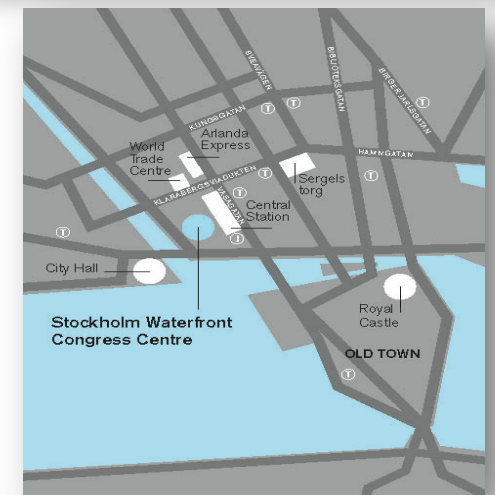 SVEAVÄGEN
BIBLIOTEKSGATAN
BIRGER JARLSGATAN
T
T
T
KUNGSGATAN
Arlanda
Express
World
Trade
Centre
HAMNGATAN
T
T
Sergels
torg
KLARABERGSVIADUKTEN
T
VASAGATAN
Central
Station
T
T
City Hall
Stockholm Waterfront
Congress Centre
Royal
Castle
OLD TOWN
T